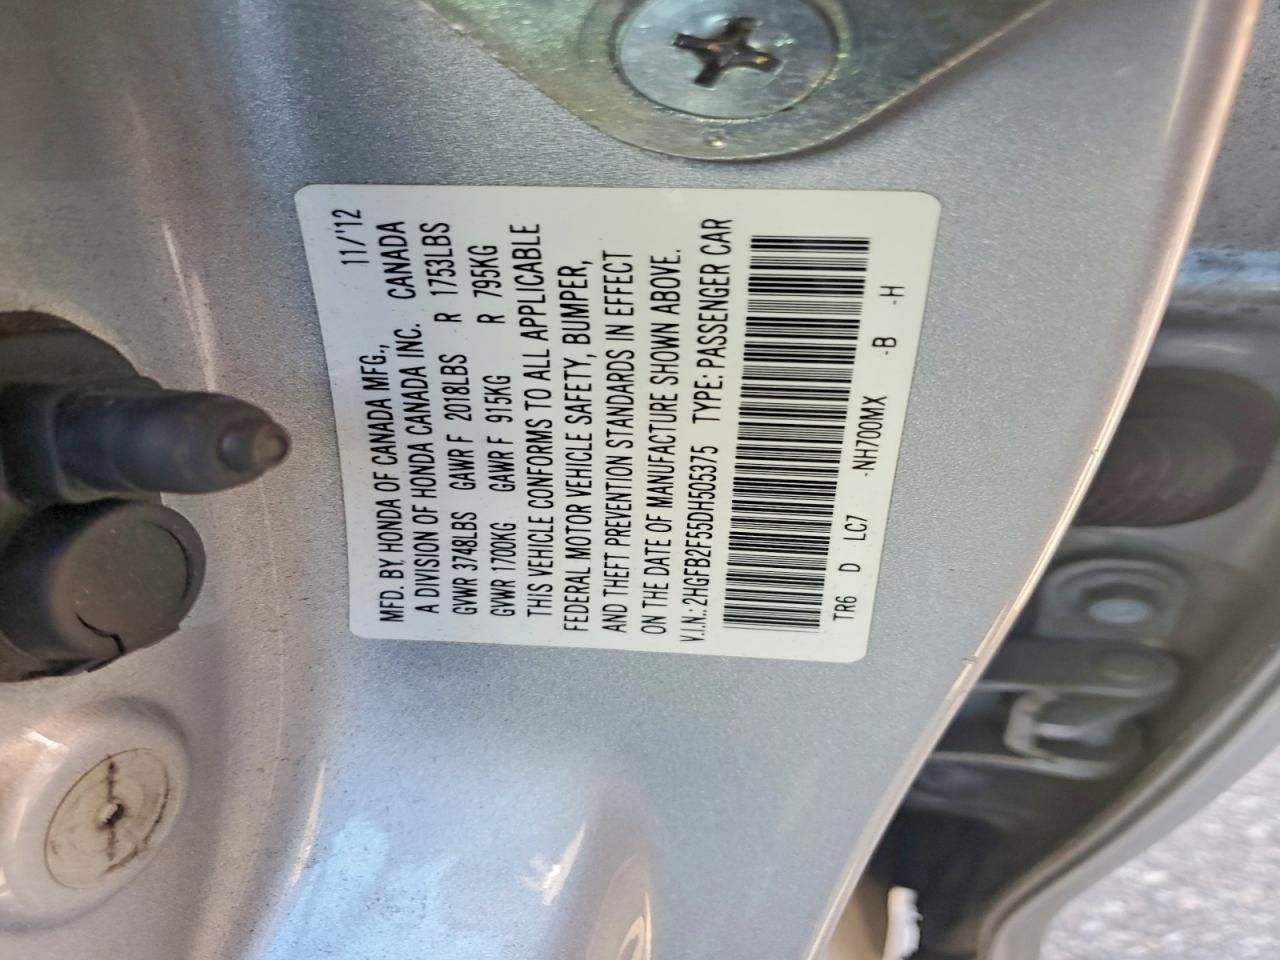 11/'12
MFD. BY HONDA OF CANADA MFG.,
A DIVISION OF HONDA CANADA INC. CANADA
GVWR 3748LBS GAWR F 2018LBS R 1753LBS
GVWR 1700KG GAWR F 915KG R 795KG
THIS VEHICLE CONFORMS TO ALL APPLICABLE
FEDERAL MOTOR VEHICLE SAFETY, BUMPER,
AND THEFT PREVENTION STANDARDS IN EFFECT
ON THE DATE OF MANUFACTURE SHOWN ABOVE.
V.I.N.: 2HGFB2F55DH505375 TYPE: PASSENGER CAR
TR6 D LC7 -NH700MX -B -H